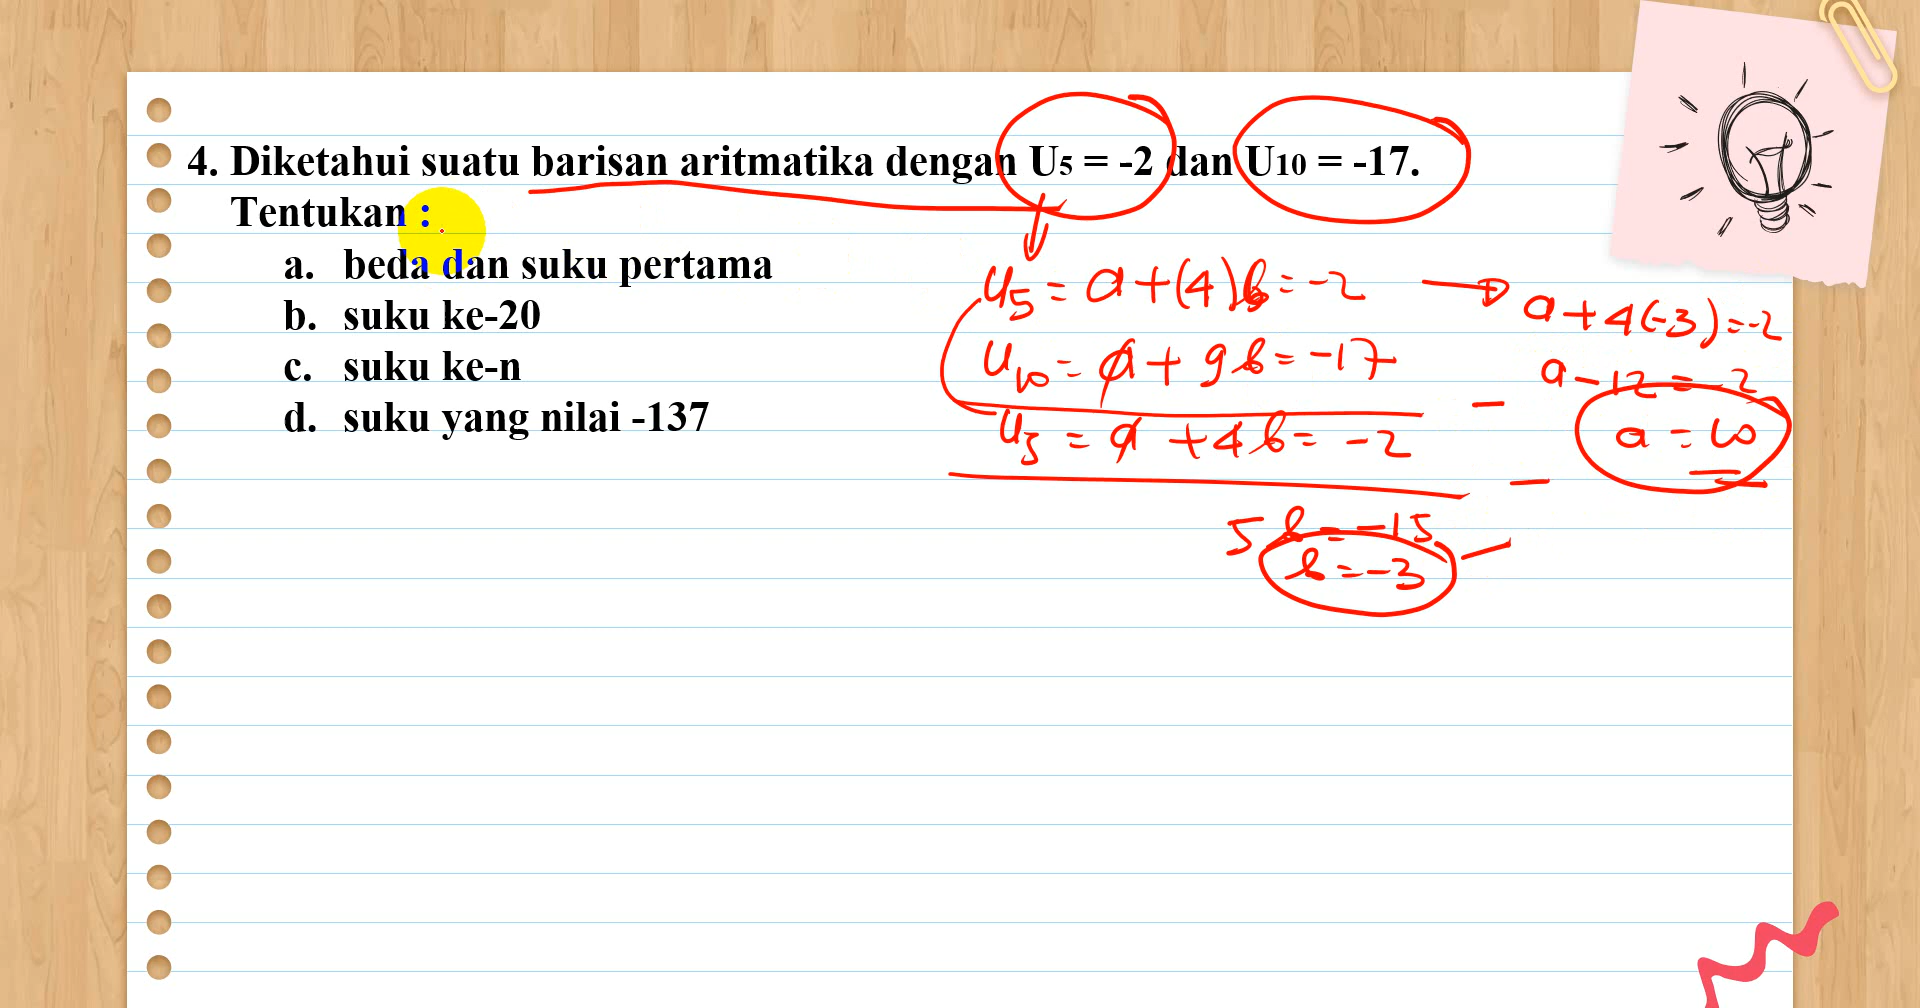 4. Diketahui suatu barisan aritmatika dengan U5 = -2 dan U10 = -17.
Tentukan :
a. beda dan suku pertama
b. suku ke-20
c. suku ke-n
d. suku yang nilai -137
U5 = a + (4)b = -2
U10 = a + 9b = -17 -
U5 = a + 4b = -2 -
5b = -15
b = -3
a + 4(-3) = -2
a - 12 = -2
a = 10